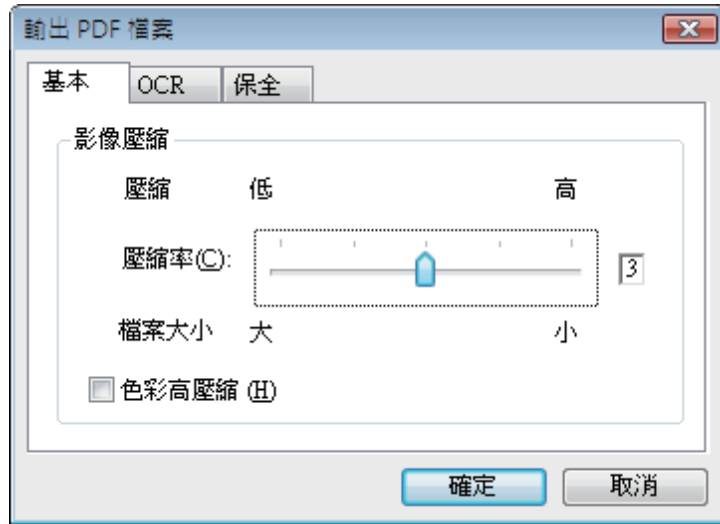 輸出 PDF 檔案
基本 OCR 保全
影像壓縮
壓縮 低 高
壓縮率(C): 3
檔案大小 大 小
色彩高壓縮 (H)
確定 取消